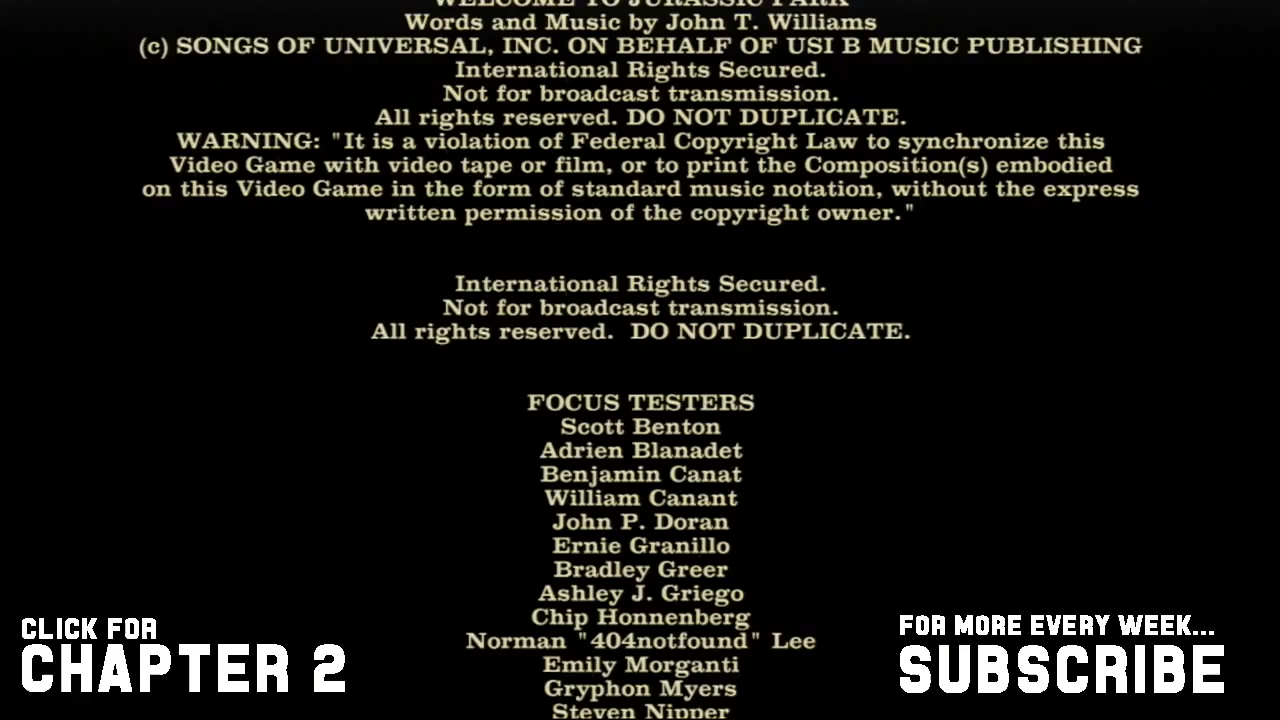 WELCOME TO JURASSIC PARK
Words and Music by John T. Williams
(c) SONGS OF UNIVERSAL, INC. ON BEHALF OF USI B MUSIC PUBLISHING
International Rights Secured.
Not for broadcast transmission.
All rights reserved. DO NOT DUPLICATE.
WARNING: "It is a violation of Federal Copyright Law to synchronize this
Video Game with video tape or film, or to print the Composition(s) embodied
on this Video Game in the form of standard music notation, without the express
written permission of the copyright owner."
International Rights Secured.
Not for broadcast transmission.
All rights reserved.  DO NOT DUPLICATE.
FOCUS TESTERS
Scott Benton
Adrien Blanadet
Benjamin Canat
William Canant
John P. Doran
Ernie Granillo
Bradley Greer
Ashley J. Griego
Chip Honnenberg
Norman "404notfound" Lee
Emily Morganti
Gryphon Myers
Steven Nipper
CLICK FOR
CHAPTER 2
FOR MORE EVERY WEEK...
SUBSCRIBE